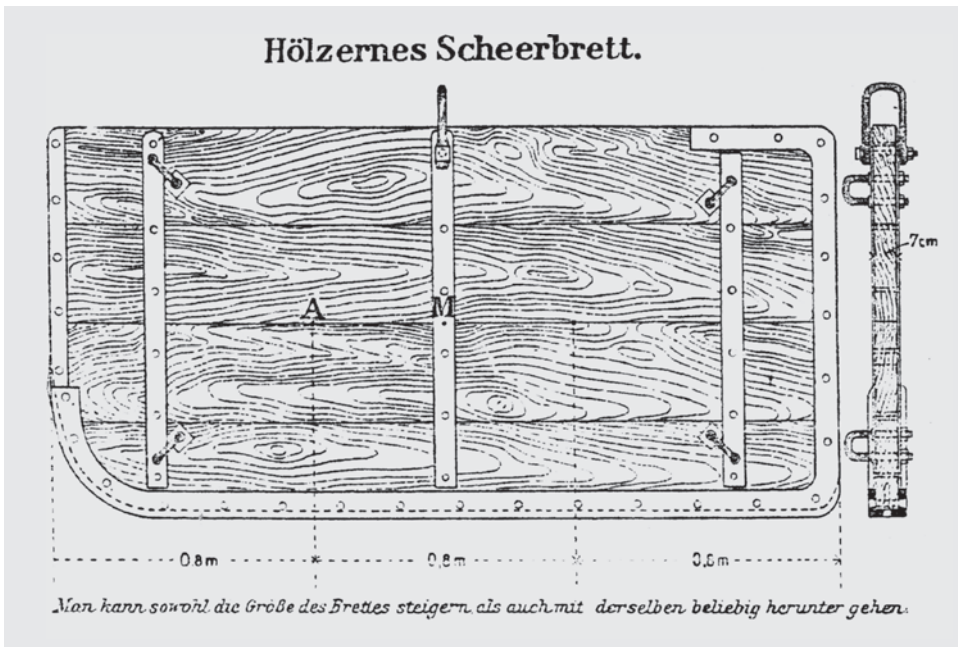 Hölzernes Scheerbrett.
7cm
A M
0.8m 0,8m 0,8m
Man kann sowohl die Größe des Brettes steigern, als auch mit derselben beliebig herunter gehen.